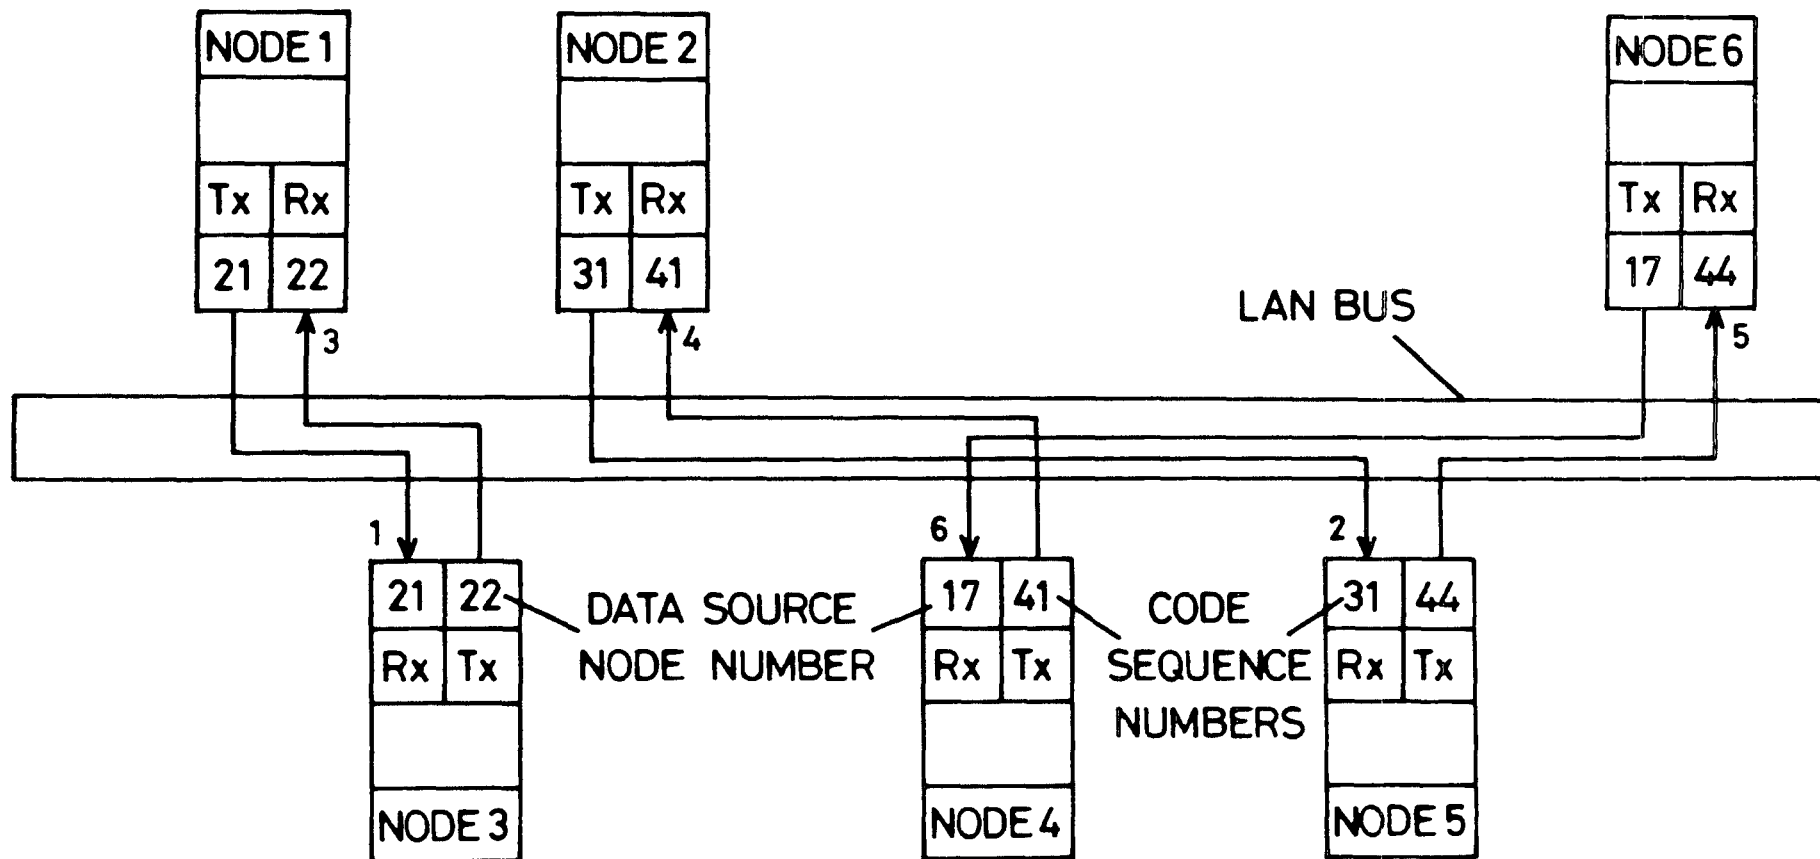 NODE 1
Tx Rx
21 22
3
NODE 2
Tx Rx
31 41
4
NODE 6
Tx Rx
17 44
5
LAN BUS
1
21 22
Rx Tx
NODE 3
DATA SOURCE
NODE NUMBER
6
17 41
Rx Tx
NODE 4
CODE
SEQUENCE
NUMBERS
2
31 44
Rx Tx
NODE 5